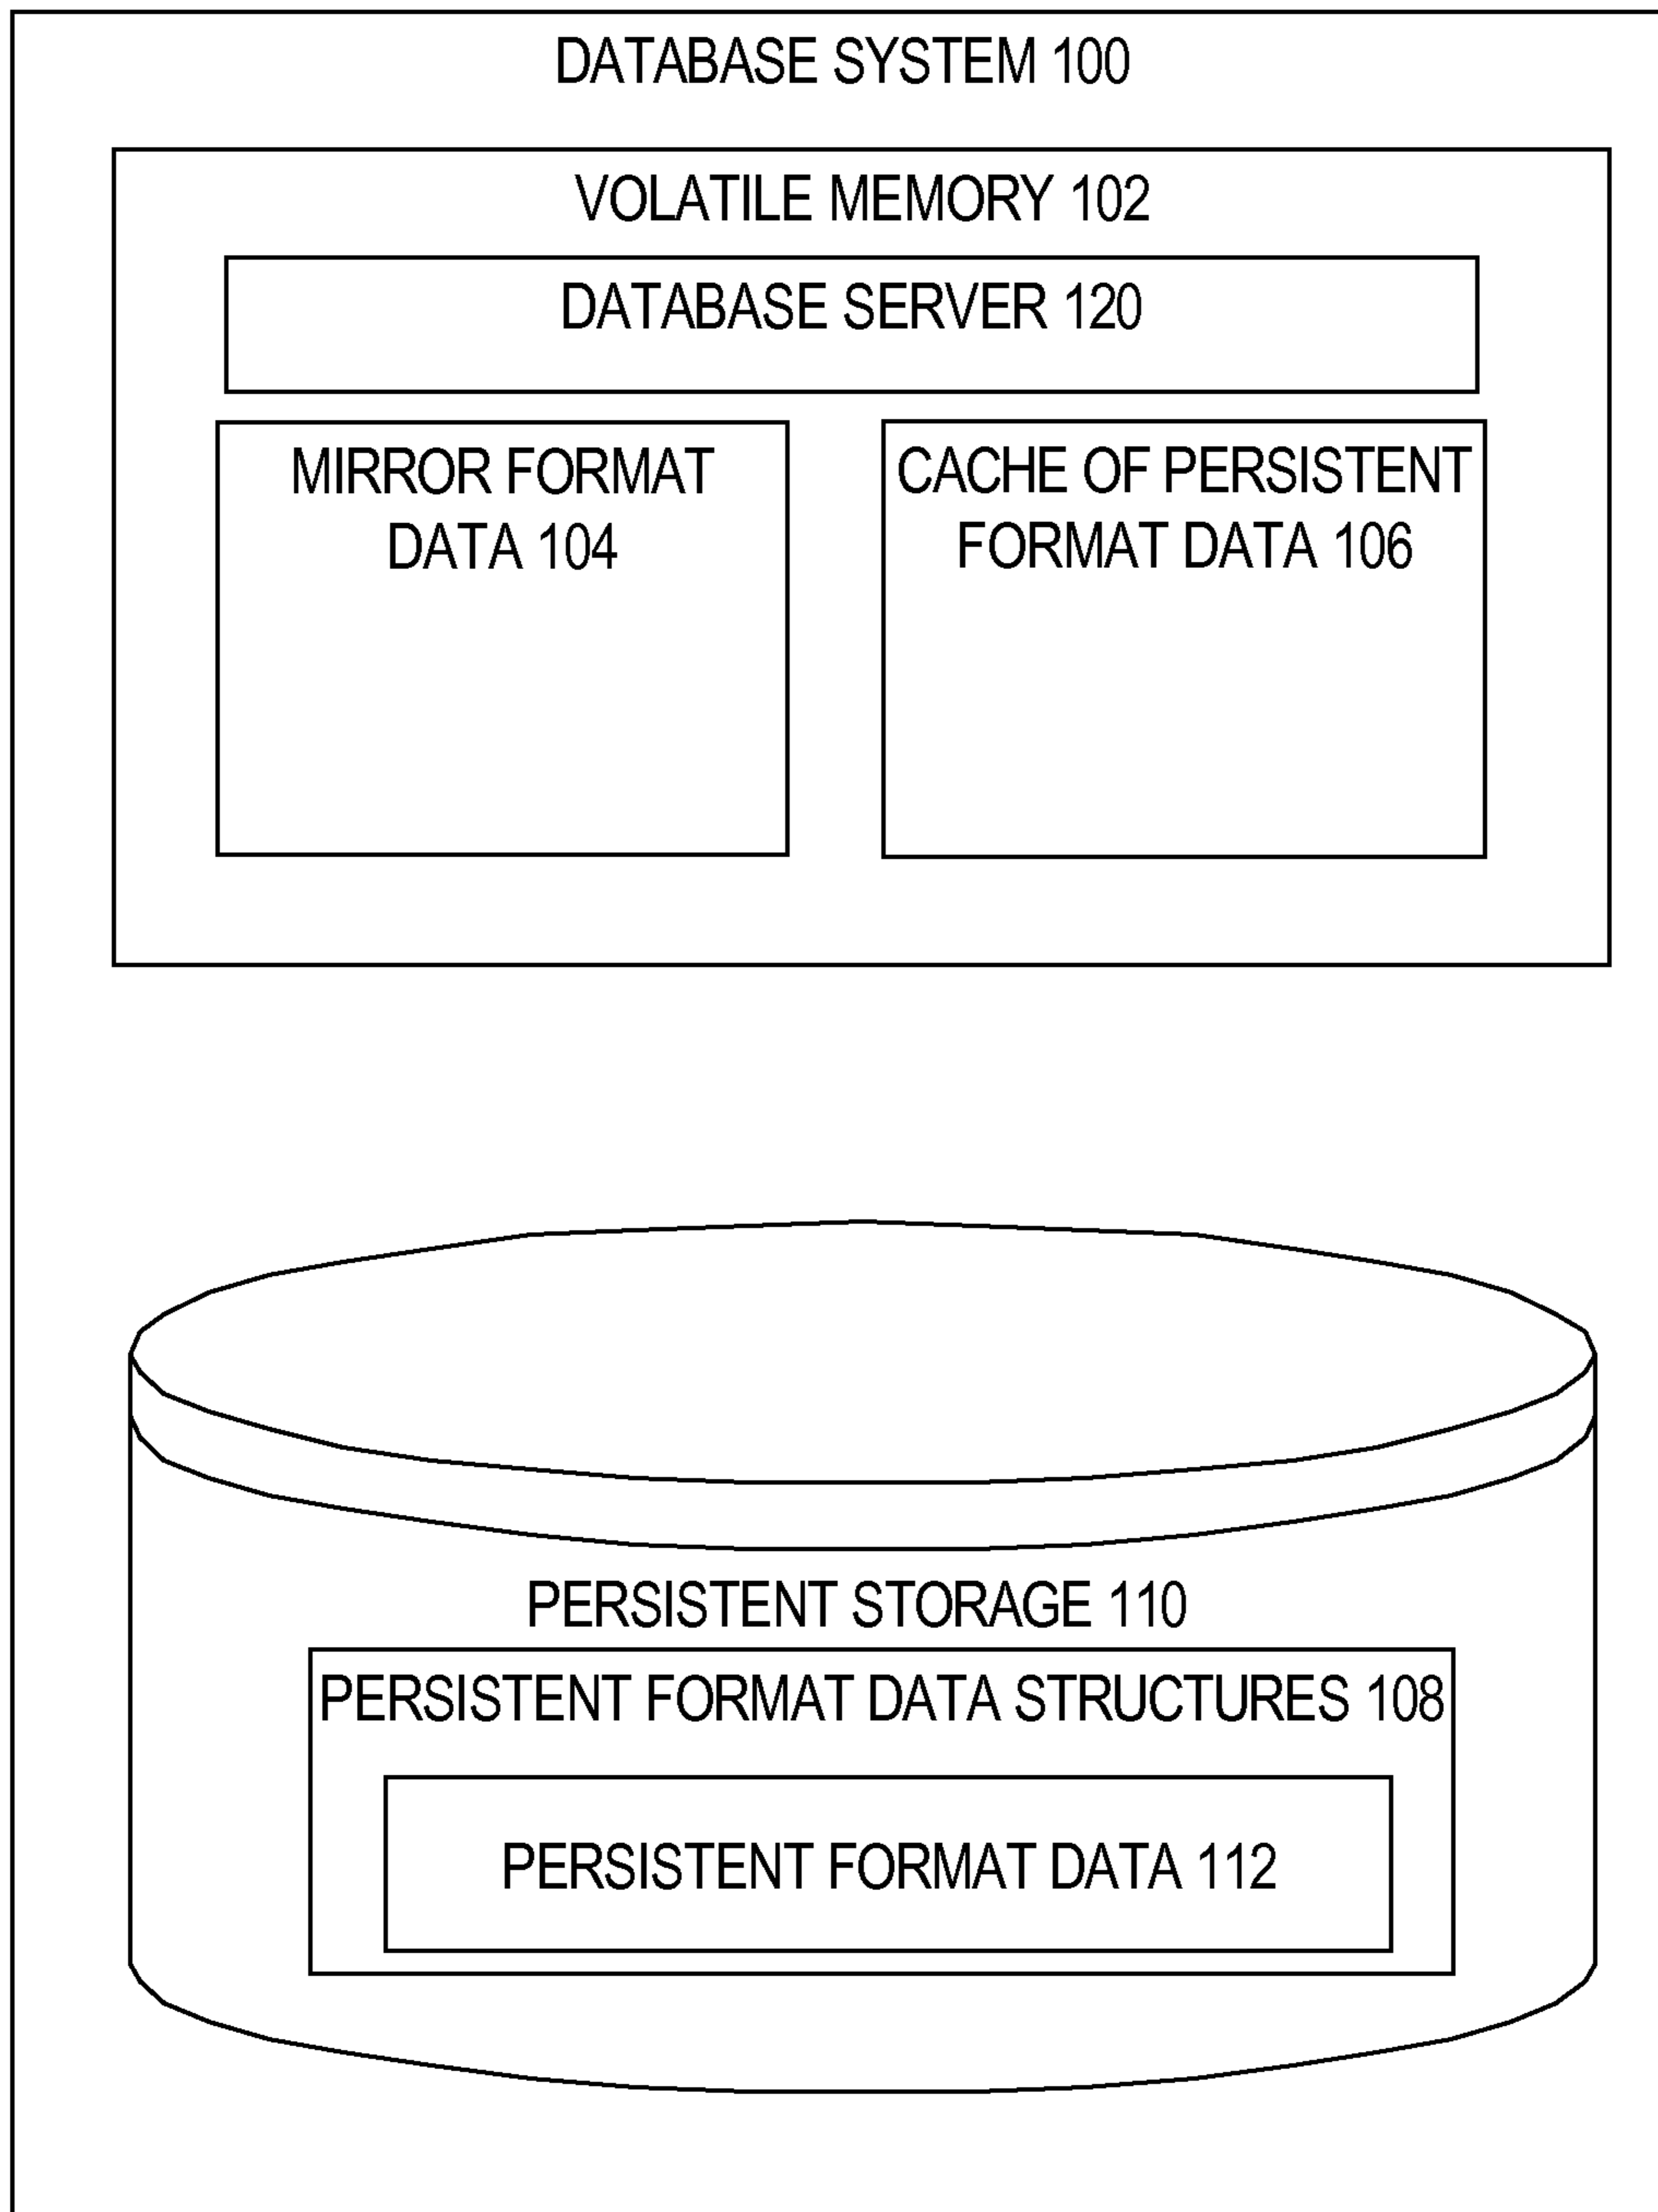 DATABASE SYSTEM 100
VOLATILE MEMORY 102
DATABASE SERVER 120
MIRROR FORMAT
DATA 104
CACHE OF PERSISTENT
FORMAT DATA 106
PERSISTENT STORAGE 110
PERSISTENT FORMAT DATA STRUCTURES 108
PERSISTENT FORMAT DATA 112